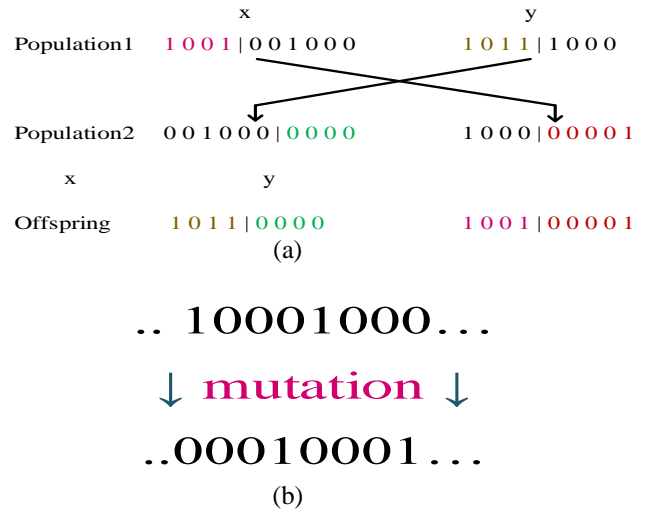 x y
Population1 1 0 0 1 | 0 0 1 0 0 0 1 0 1 1 | 1 0 0 0
Population2 0 0 1 0 0 0 | 0 0 0 0 1 0 0 0 | 0 0 0 0 1
x y
Offspring 1 0 1 1 | 0 0 0 0 1 0 0 1 | 0 0 0 0 1
(a)
.. 10001000...
↓ mutation ↓
..00010001...
(b)